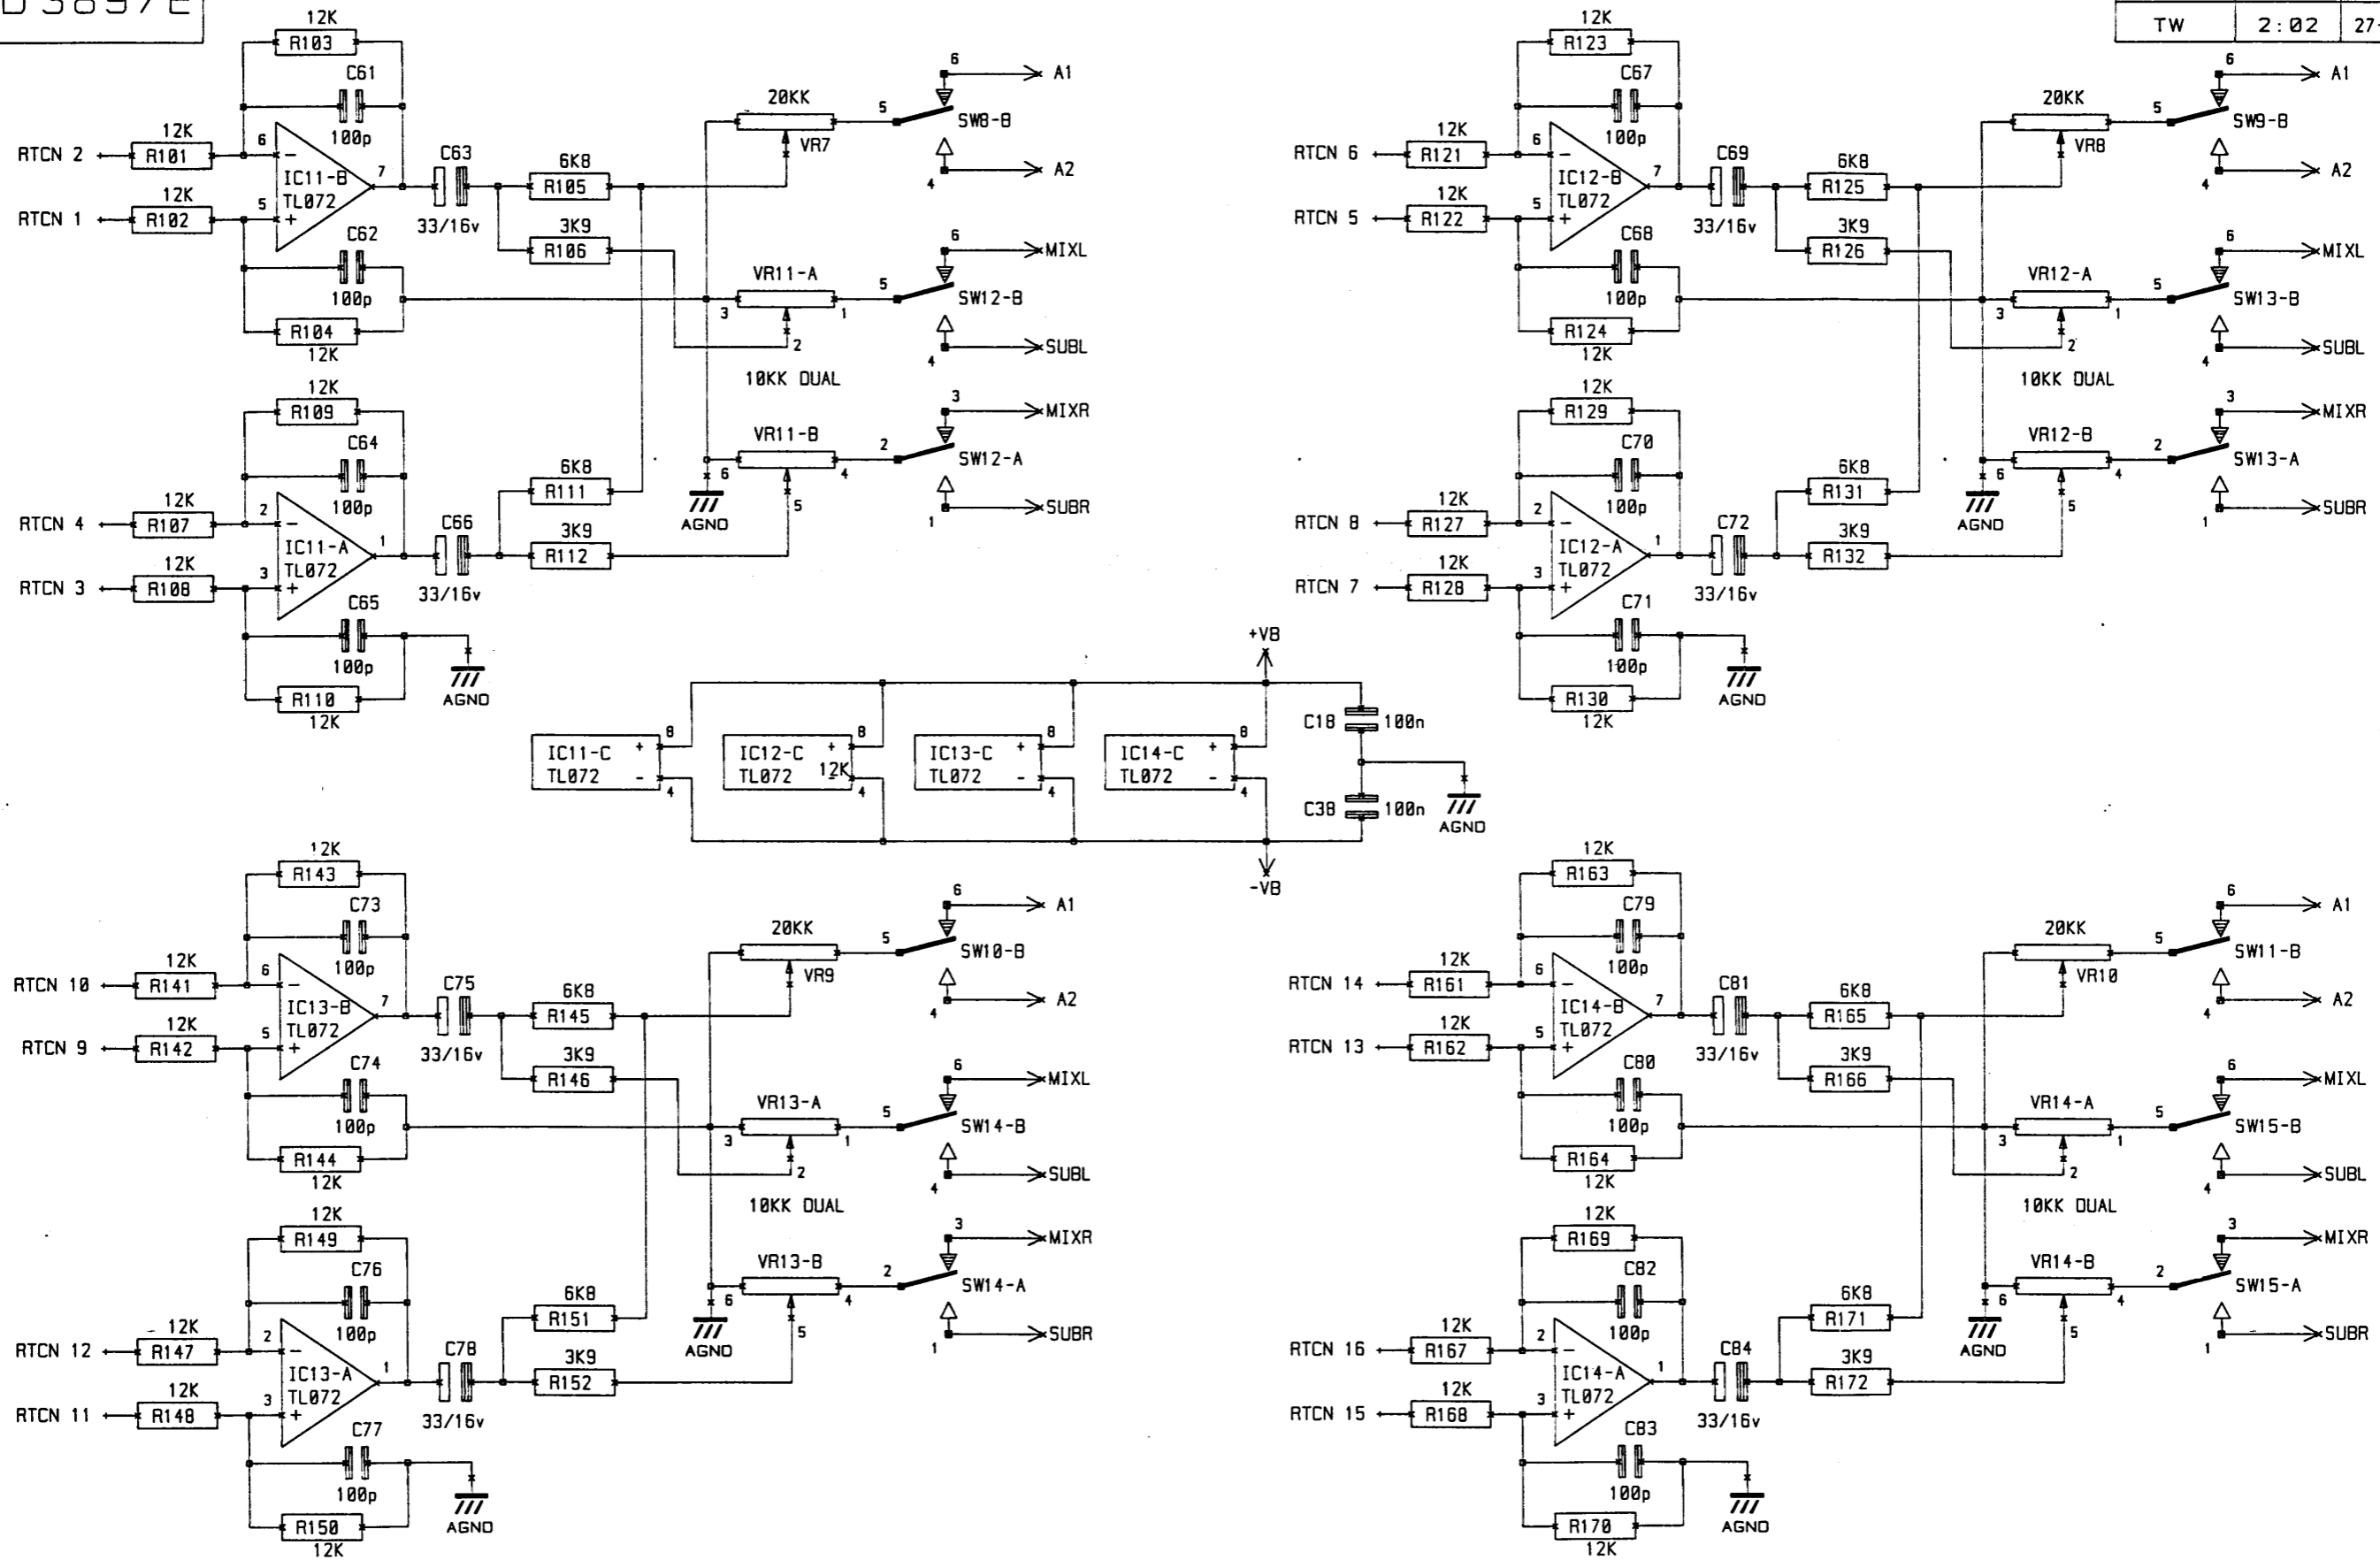 TW 2:02 27-
12K
R103
C61
100p
12K
R101
RTCN 2
6
IC11-B
TL072
7
5
12K
R102
RTCN 1
C62
100p
R104
12K
C63
33/16v
6K8
R105
3K9
R106
20KK
VR7
5
6
A1
SW8-B
A2
4
VR11-A
3
1
2
5
6
MIXL
SW12-B
SUBL
4
10KK DUAL
12K
R109
C64
100p
12K
R107
RTCN 4
2
IC11-A
TL072
1
3
12K
R108
RTCN 3
C65
100p
R110
12K
AGND
C66
33/16v
6K8
R111
3K9
R112
VR11-B
6
4
5
AGND
2
3
MIXR
SW12-A
SUBR
1
12K
R123
C67
100p
12K
R121
RTCN 6
6
IC12-B
TL072
7
5
12K
R122
RTCN 5
C68
100p
R124
12K
C69
33/16v
6K8
R125
3K9
R126
20KK
VR8
5
6
A1
SW9-B
A2
4
VR12-A
3
1
2
5
6
MIXL
SW13-B
SUBL
4
10KK DUAL
12K
R129
C70
100p
12K
R127
RTCN 8
2
IC12-A
TL072
1
3
12K
R128
RTCN 7
C71
100p
R130
12K
AGND
C72
33/16v
6K8
R131
3K9
R132
VR12-B
6
4
5
AGND
2
3
MIXR
SW13-A
SUBR
1
+VB
IC11-C + 8
TL072 - 4
IC12-C + 8
TL072 12K - 4
IC13-C + 8
TL072 - 4
IC14-C + 8
TL072 - 4
C18 100n
C38 100n
AGND
-VB
12K
R143
C73
100p
12K
R141
RTCN 10
6
IC13-B
TL072
7
5
12K
R142
RTCN 9
C74
100p
R144
12K
C75
33/16v
6K8
R145
3K9
R146
20KK
VR9
5
6
A1
SW10-B
A2
4
VR13-A
3
1
2
5
6
MIXL
SW14-B
SUBL
4
10KK DUAL
12K
R149
C76
100p
12K
R147
RTCN 12
2
IC13-A
TL072
1
3
12K
R148
RTCN 11
C77
100p
R150
12K
AGND
C78
33/16v
6K8
R151
3K9
R152
VR13-B
6
4
5
AGND
2
3
MIXR
SW14-A
SUBR
1
12K
R163
C79
100p
12K
R161
RTCN 14
6
IC14-B
TL072
7
5
12K
R162
RTCN 13
C80
100p
R164
12K
C81
33/16v
6K8
R165
3K9
R166
20KK
VR10
5
6
A1
SW11-B
A2
4
VR14-A
3
1
2
5
6
MIXL
SW15-B
SUBL
4
10KK DUAL
12K
R169
C82
100p
12K
R167
RTCN 16
2
IC14-A
TL072
1
3
12K
R168
RTCN 15
C83
100p
R170
12K
AGND
C84
33/16v
6K8
R171
3K9
R172
VR14-B
6
4
5
AGND
2
3
MIXR
SW15-A
SUBR
1